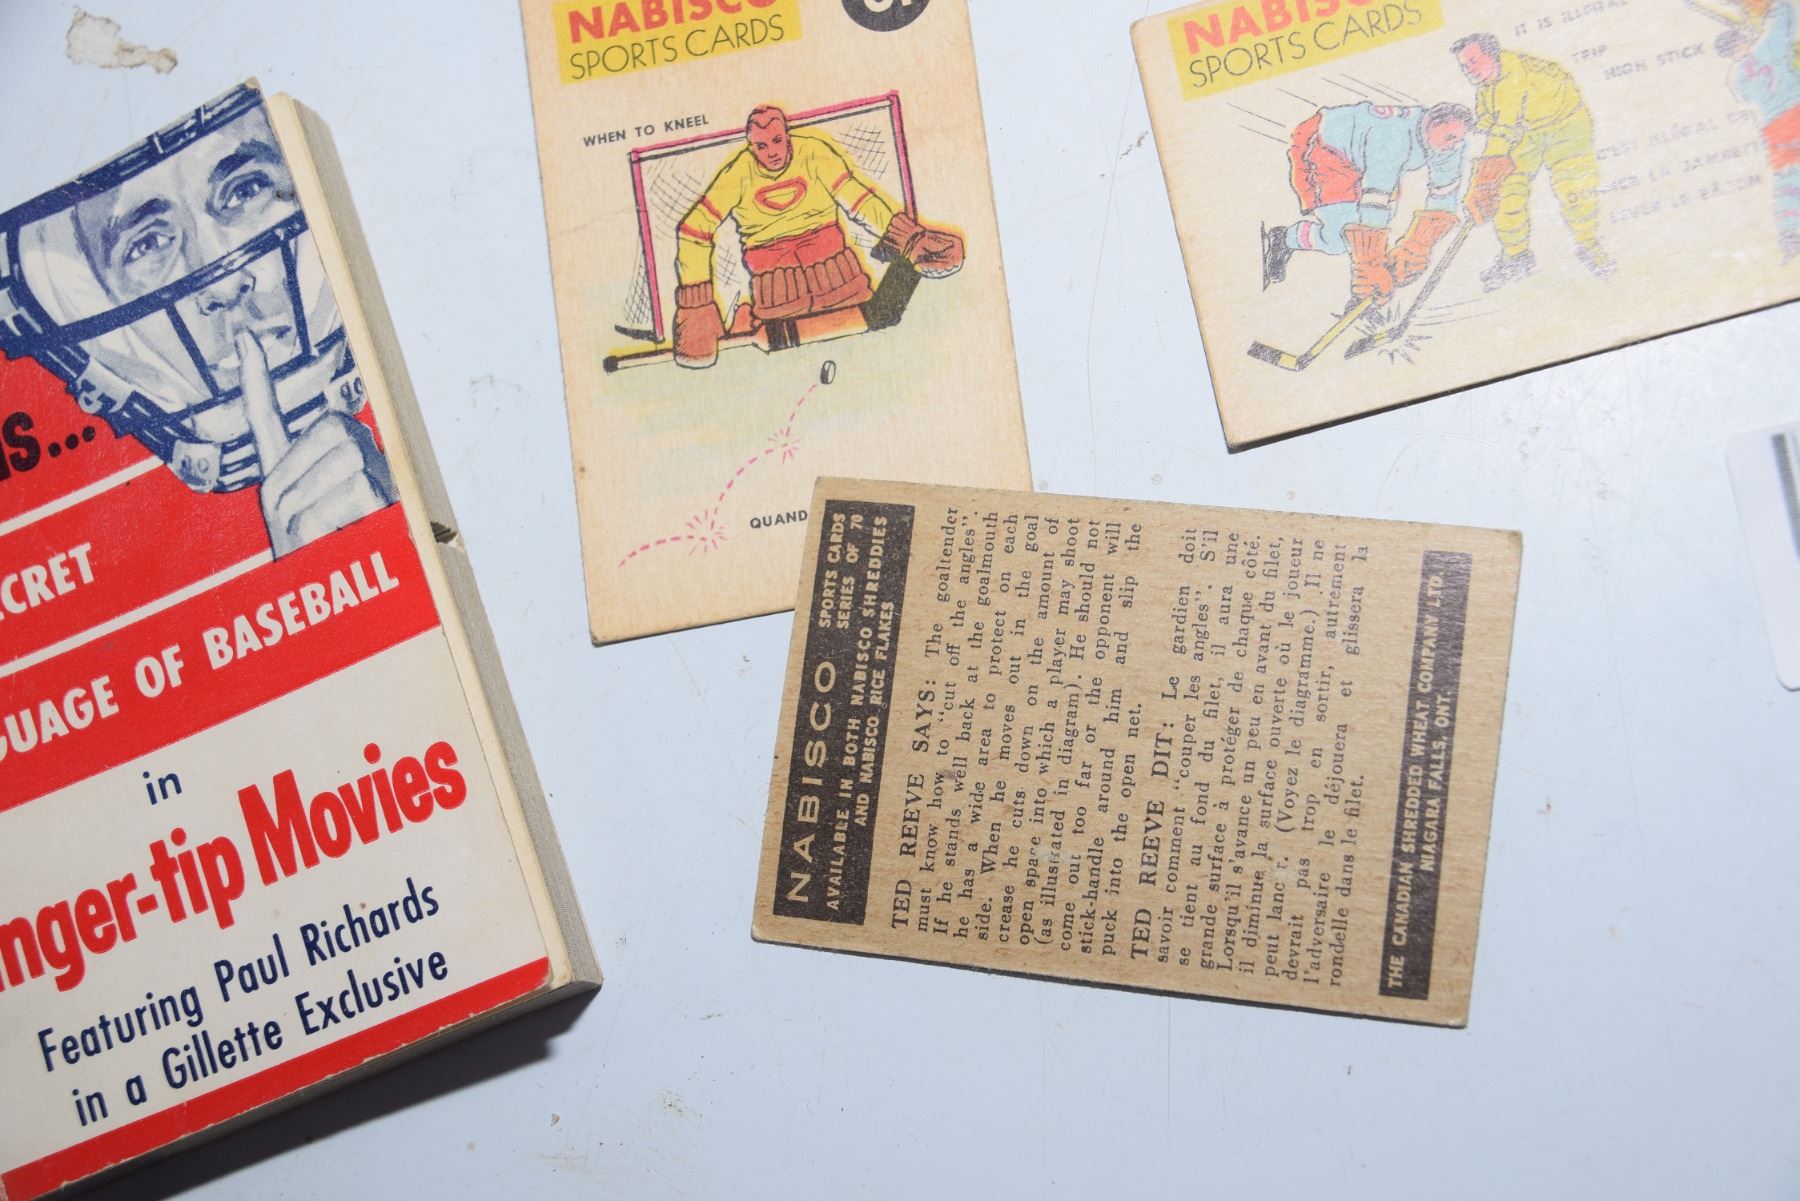 NABISCO
SPORTS CARDS
WHEN TO KNEEL
QUAND
NABISCO
SPORTS CARDS
IT IS ILLEGAL
TRIP
HIGH STICK
C'EST ILLÉGAL DE
LA JAMBETTE
LEVER LE BÂTON
...
LANGUAGE OF BASEBALL
in
Movies
Featuring Paul Richards
in a Gillette Exclusive
NABISCO SPORTS CARDS
SERIES OF 70
AVAILABLE IN BOTH NABISCO SHREDDIES
AND NABISCO RICE FLAKES
TED REEVE SAYS: The goaltender
must know how to "cut off the angles".
If he stands well back at the goalmouth
he has a wide area to protect on each
side. When he moves out in the goal
crease he cuts down on the amount of
open space into which a player may shoot
(as illustrated in diagram). He should not
come out too far or the opponent will
stick-handle around him and slip the
puck into the open net.
TED REEVE DIT: Le gardien doit
savoir comment "couper les angles". S'il
se tient au fond du filet, il aura une
grande surface à protéger de chaque côté.
Lorsqu'il s'avance un peu en avant du filet,
il diminue la surface ouverte où le joueur
peut lanc r. (Voyez le diagramme.) Il ne
devrait pas trop en sortir, autrement
l'adversaire le déjouera et glissera la
rondelle dans le filet.
THE CANADIAN SHREDDED WHEAT COMPANY LTD.
NIAGARA FALLS, ONT.